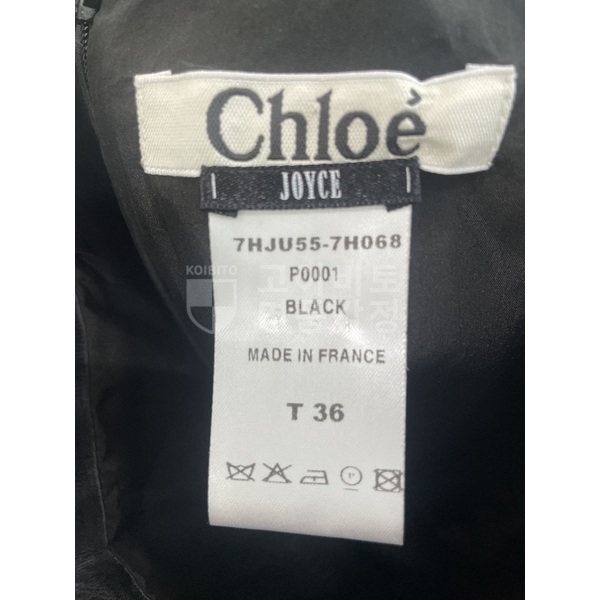 Chloé
JOYCE
7HJU55-7H068
P0001
KOIBITO
BLACK
MADE IN FRANCE
T 36
P